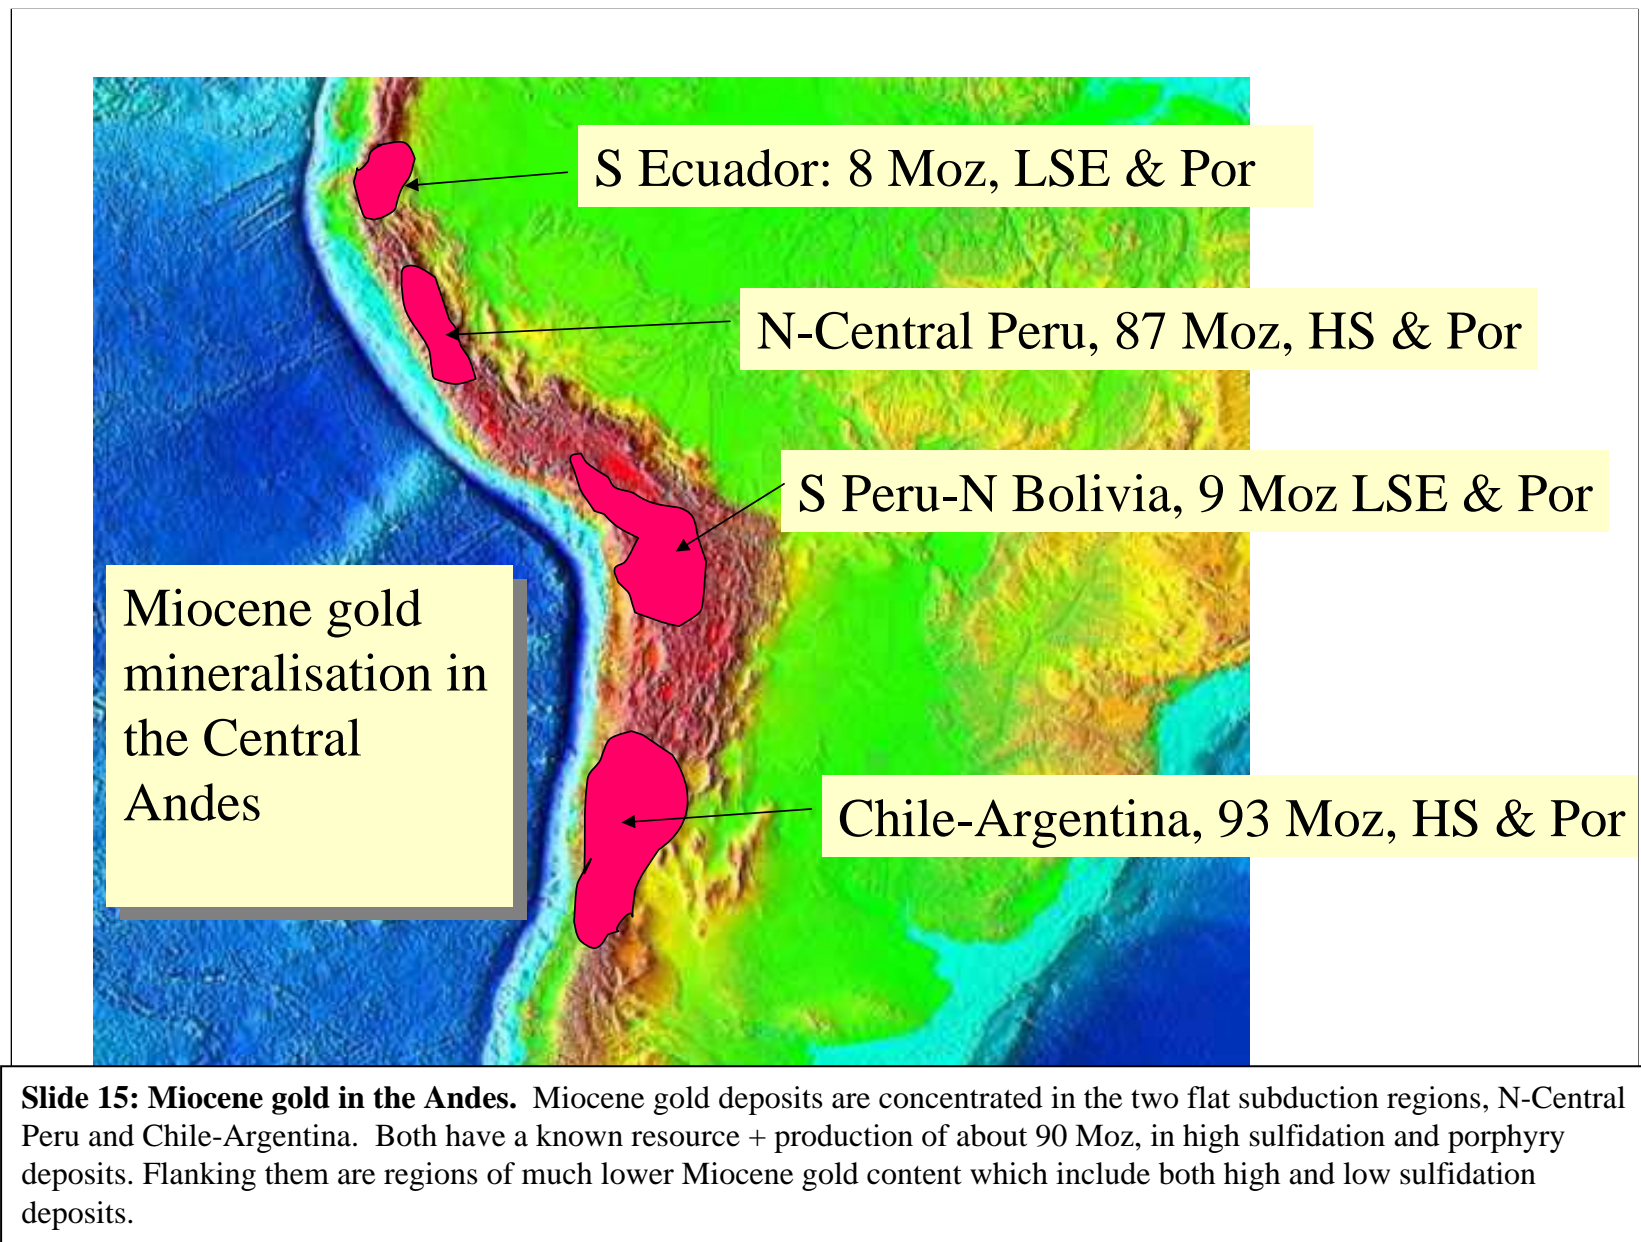 S Ecuador: 8 Moz, LSE & Por
N-Central Peru, 87 Moz, HS & Por
S Peru-N Bolivia, 9 Moz LSE & Por
Miocene gold
mineralisation in
the Central
Andes
Chile-Argentina, 93 Moz, HS & Por
Slide 15: Miocene gold in the Andes. Miocene gold deposits are concentrated in the two flat subduction regions, N-Central
Peru and Chile-Argentina. Both have a known resource + production of about 90 Moz, in high sulfidation and porphyry
deposits. Flanking them are regions of much lower Miocene gold content which include both high and low sulfidation
deposits.